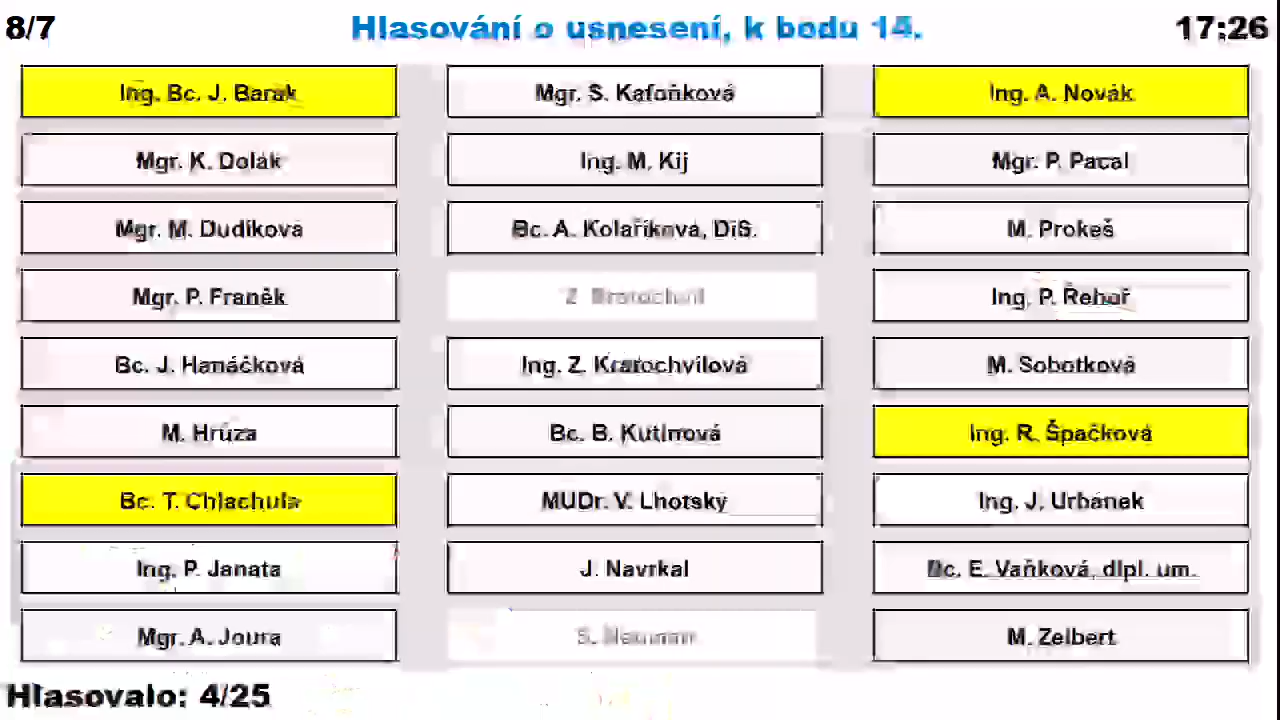 8/7 Hlasování o usnesení, k bodu 14. 17:26
Ing. Bc. J. Barak Mgr. S. Kafoňková Ing. A. Novák
Mgr. K. Dolák Ing. M. Kij Mgr. P. Pacal
Mgr. M. Dudíková Bc. A. Kolaříková, DiS. M. Prokeš
Mgr. P. Franěk Z. Ing. P. Řehoř
Bc. J. Hanáčková Ing. Z. Kratochvílová M. Sobotková
M. Hrůza Bc. B. Kutinová Ing. R. Špačková
Bc. T. Chlachula MUDr. V. Lhotský Ing. J. Urbánek
Ing. P. Janata J. Navrkal Bc. E. Vaňková, dipl. um.
Mgr. A. Joura S. M. Zelbert
Hlasovalo: 4/25